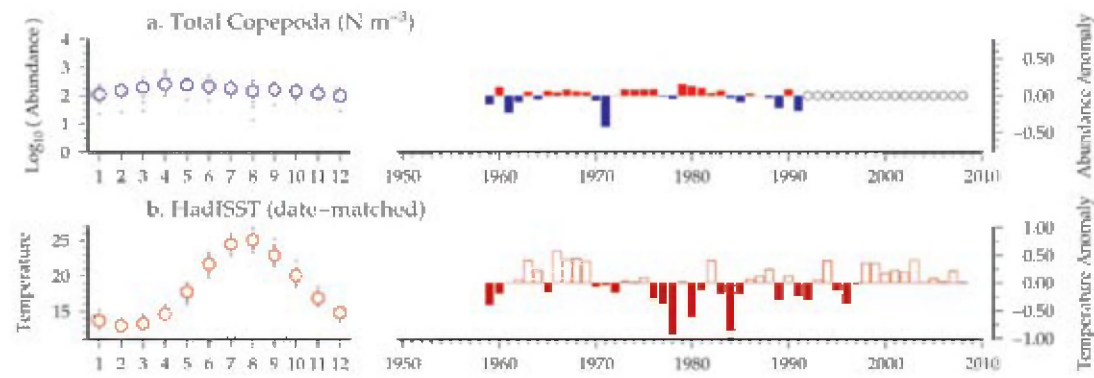 a. Total Copepoda (N m⁻³)
Log₁₀ ( Abundance)
4
3
2
1
0
1 2 3 4 5 6 7 8 9 10 11 12
1950 1960 1970 1980 1990 2000 2010
0.50
0.00
−0.50
Abundance Anomaly
b. HadISST (date−matched)
Temperature
25
20
15
1 2 3 4 5 6 7 8 9 10 11 12
1950 1960 1970 1980 1990 2000 2010
1.00
0.50
0.00
−0.50
−1.00
Temperature Anomaly